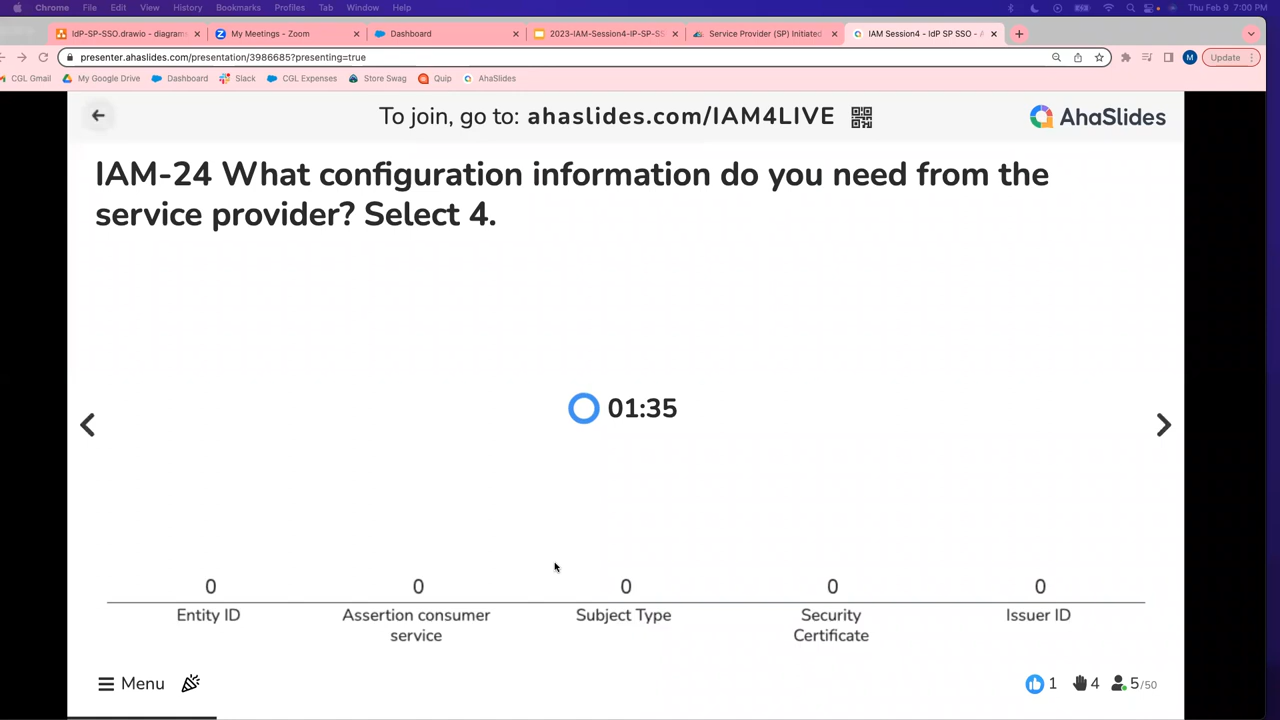 Chrome File Edit View History Bookmarks Profiles Tab Window Help Thu Feb 9 7:00 PM
IdP-SP-SSO.drawio - diagram My Meetings - Zoom Dashboard 2023-IAM-Session4-IP-SP-SS Service Provider (SP) Initiated IAM Session4 - IdP SP SSO - A
presenter.ahaslides.com/presentation/3986685?presenting=true M Update
CGL Gmail My Google Drive Dashboard Slack CGL Expenses Store Swag Quip AhaSlides
To join, go to: ahaslides.com/IAM4LIVE AhaSlides
IAM-24 What configuration information do you need from the
service provider? Select 4.
01:35
0 0 0 0 0
Entity ID Assertion consumer Subject Type Security Issuer ID
service Certificate
Menu 1 4 5/50